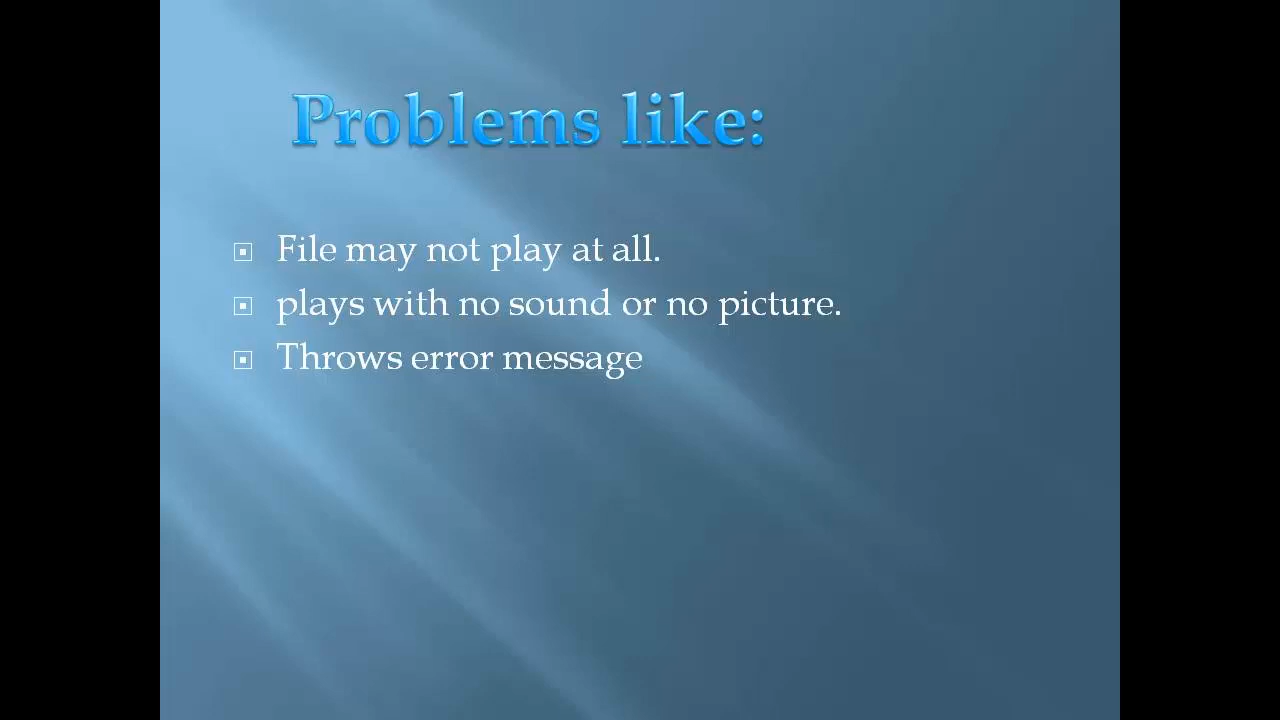 Problems like:
File may not play at all.
plays with no sound or no picture.
Throws error message